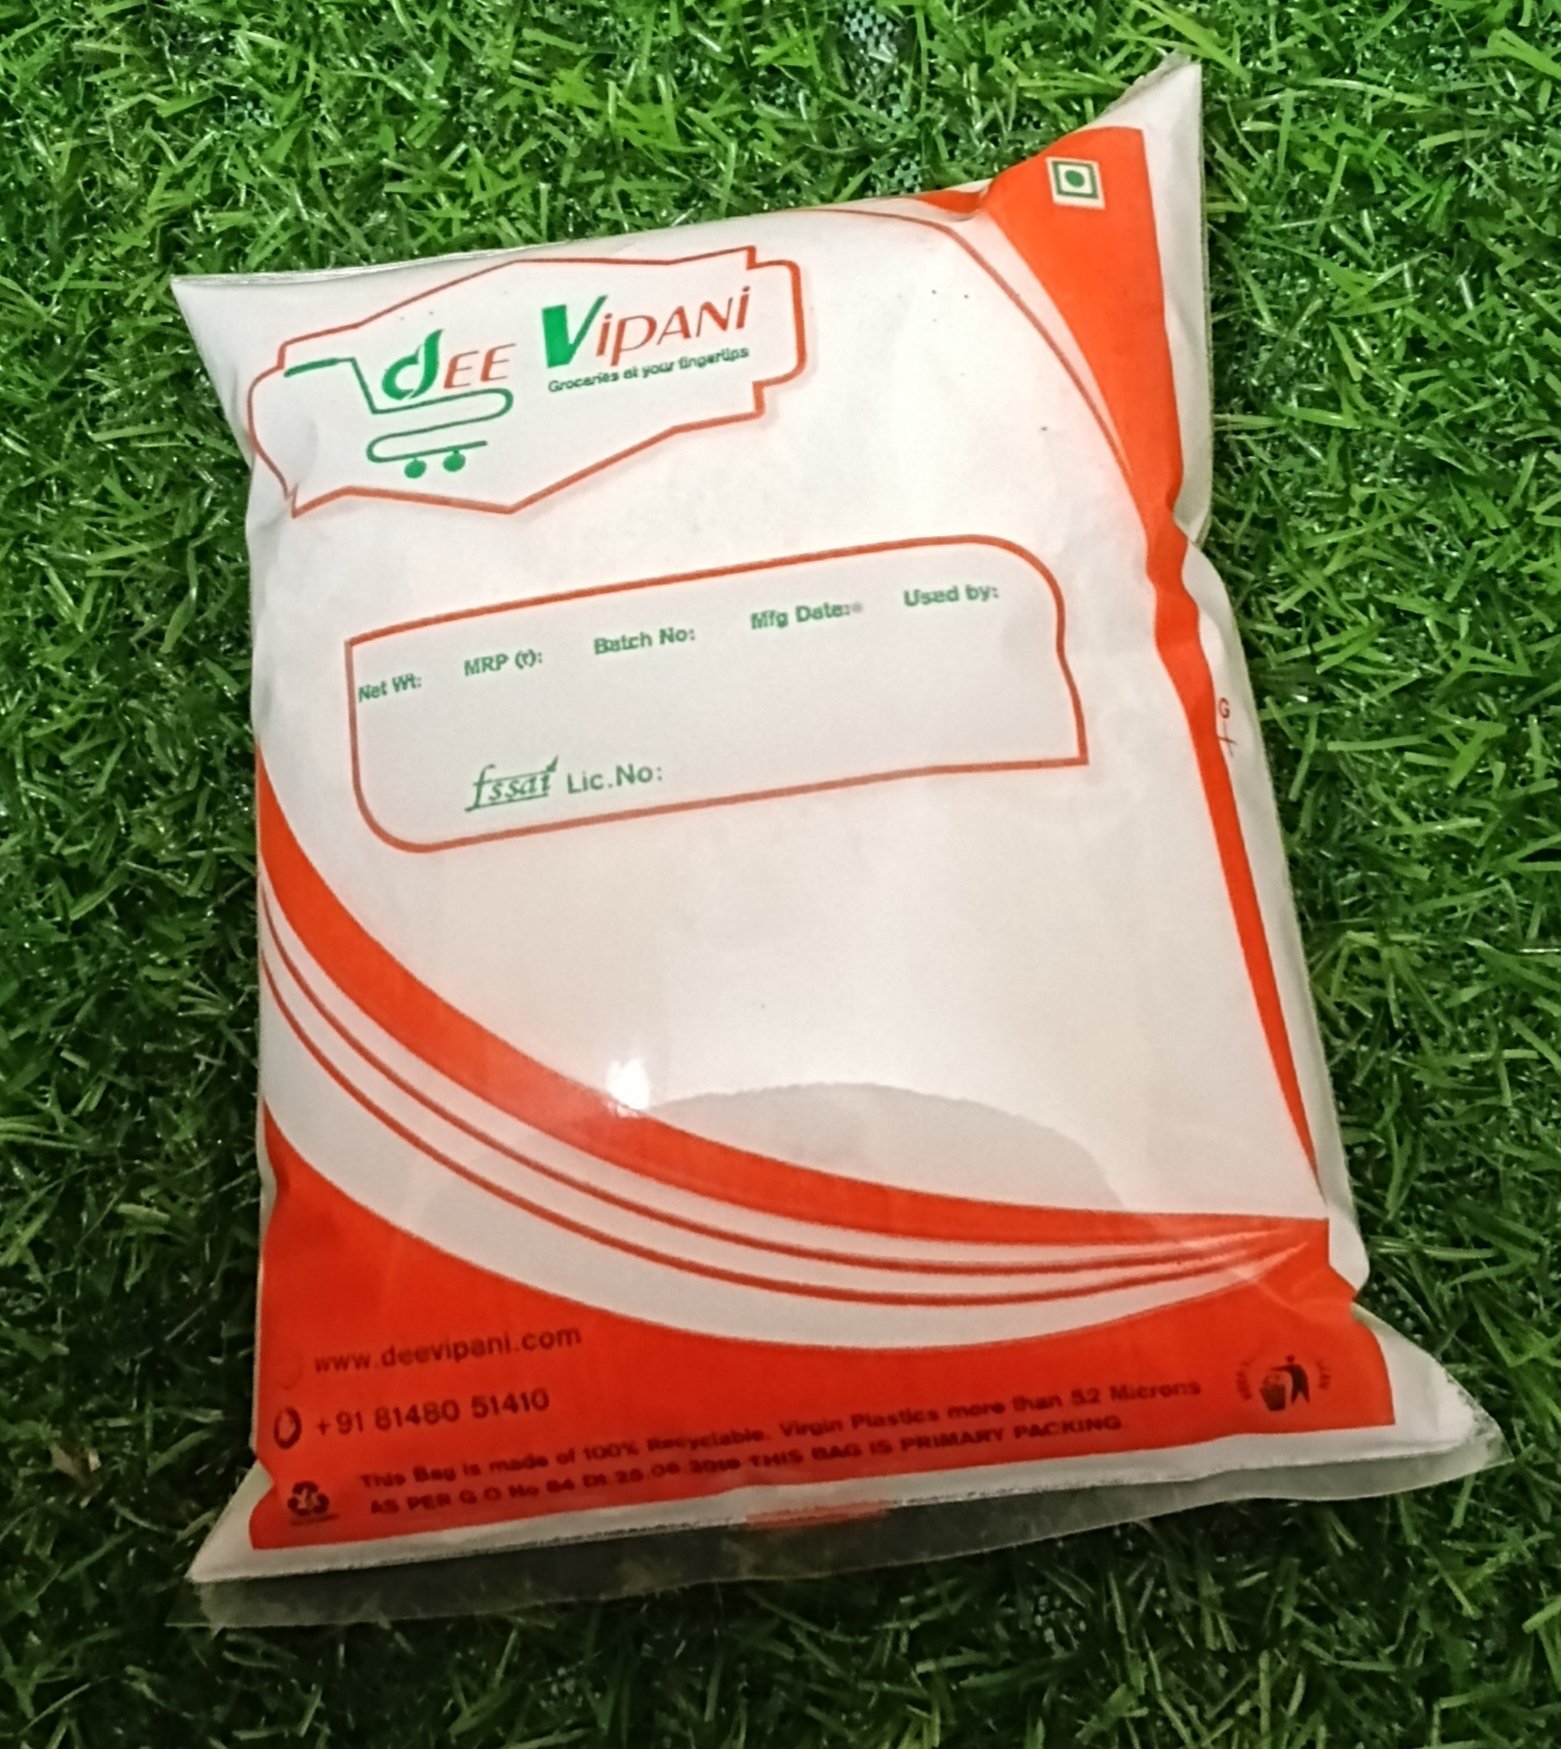 dEE ViPANi
Groceries at your fingertips
Net Wt: MRP (₹): Batch No: Mfg Date: Used by:
fssai Lic.No:
G
www.deevipani.com
+91 81480 51410
This Bag is made of 100% Recyclable. Virgin Plastics more than 52 Microns
AS PER G.O No 84 Dt.25.06.2018 THIS BAG IS PRIMARY PACKING